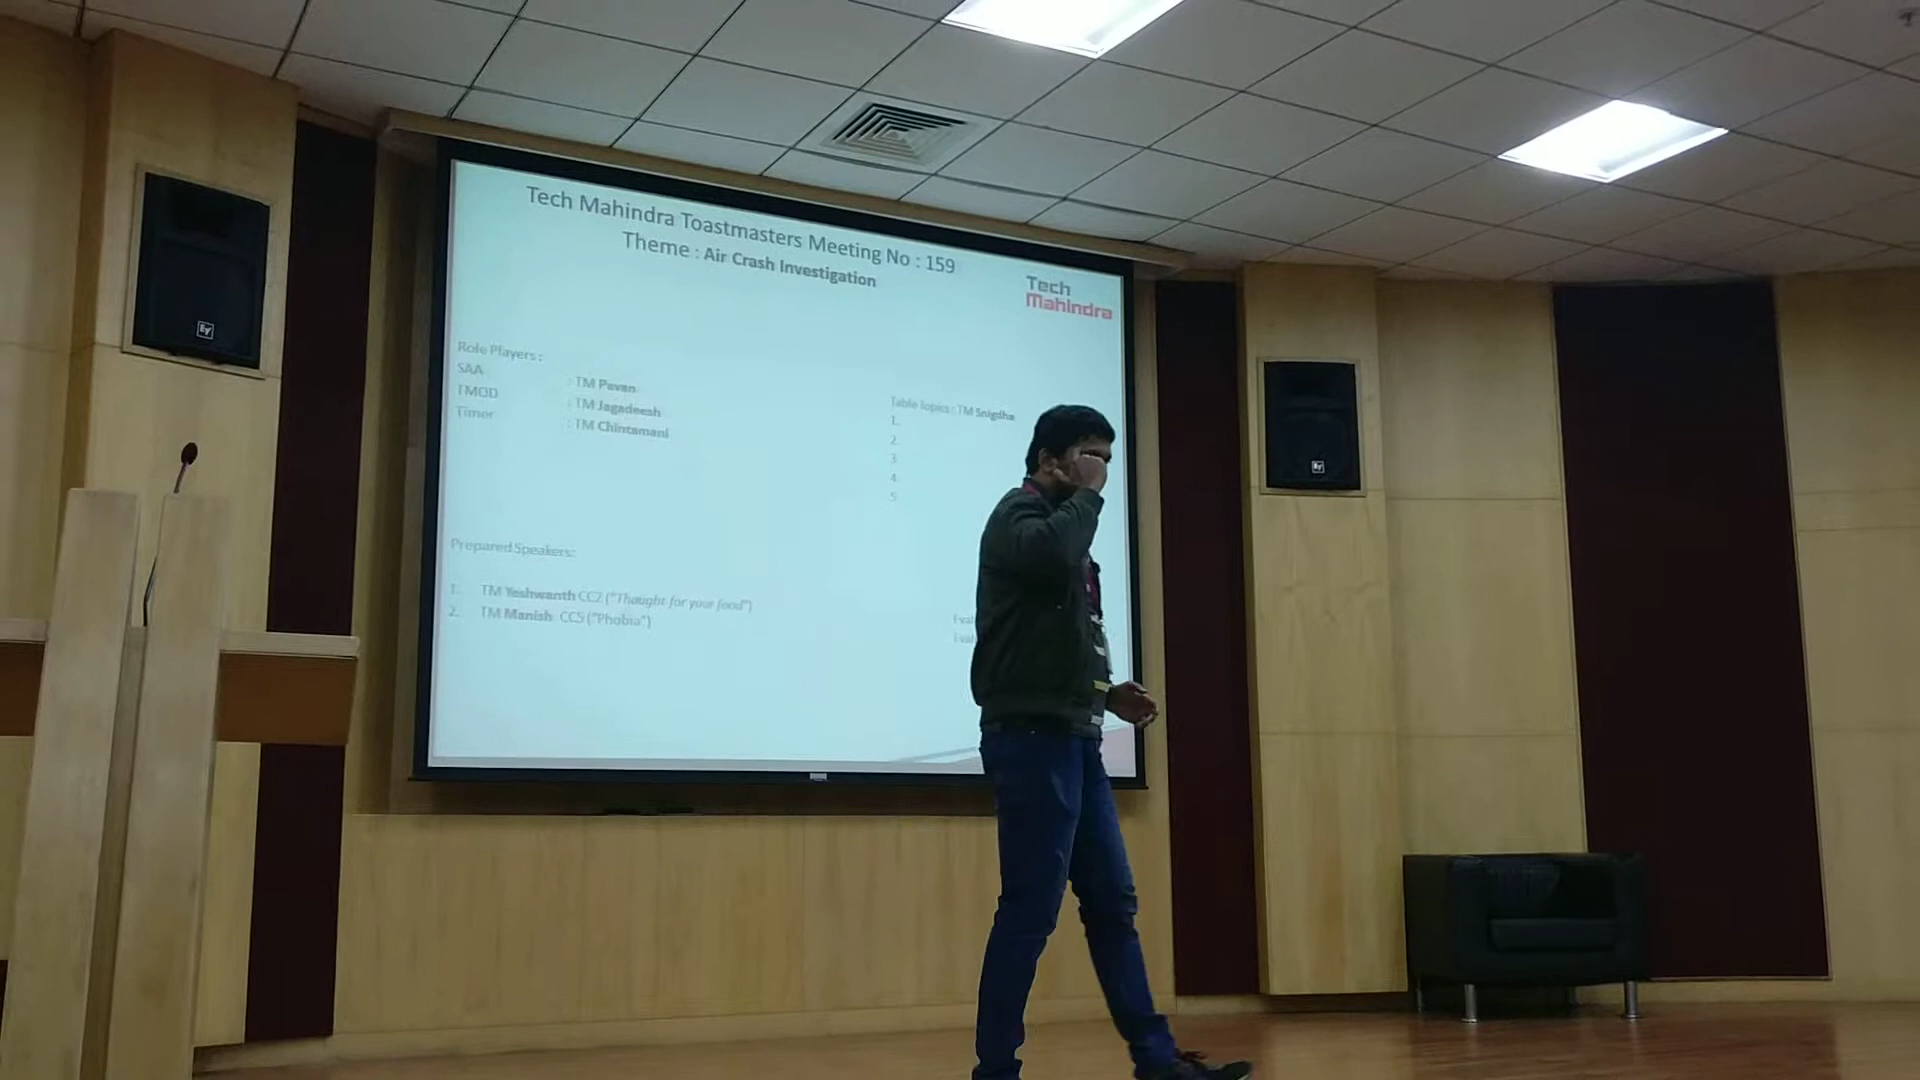 Tech Mahindra Toastmasters Meeting No : 159
Theme : Air Crash Investigation
Tech
Mahindra
Role Players :
SAA : TM Pavan
TMOD : TM Jagadeesh
Timer : TM Chintamani
Table Topics : TM Snigdha
1.
2.
3.
4.
5.
Prepared Speakers:
1. TM Yeshwanth CC2 ("Thought for your food")
2. TM Manish CC5 ("Phobia")
EV
EV